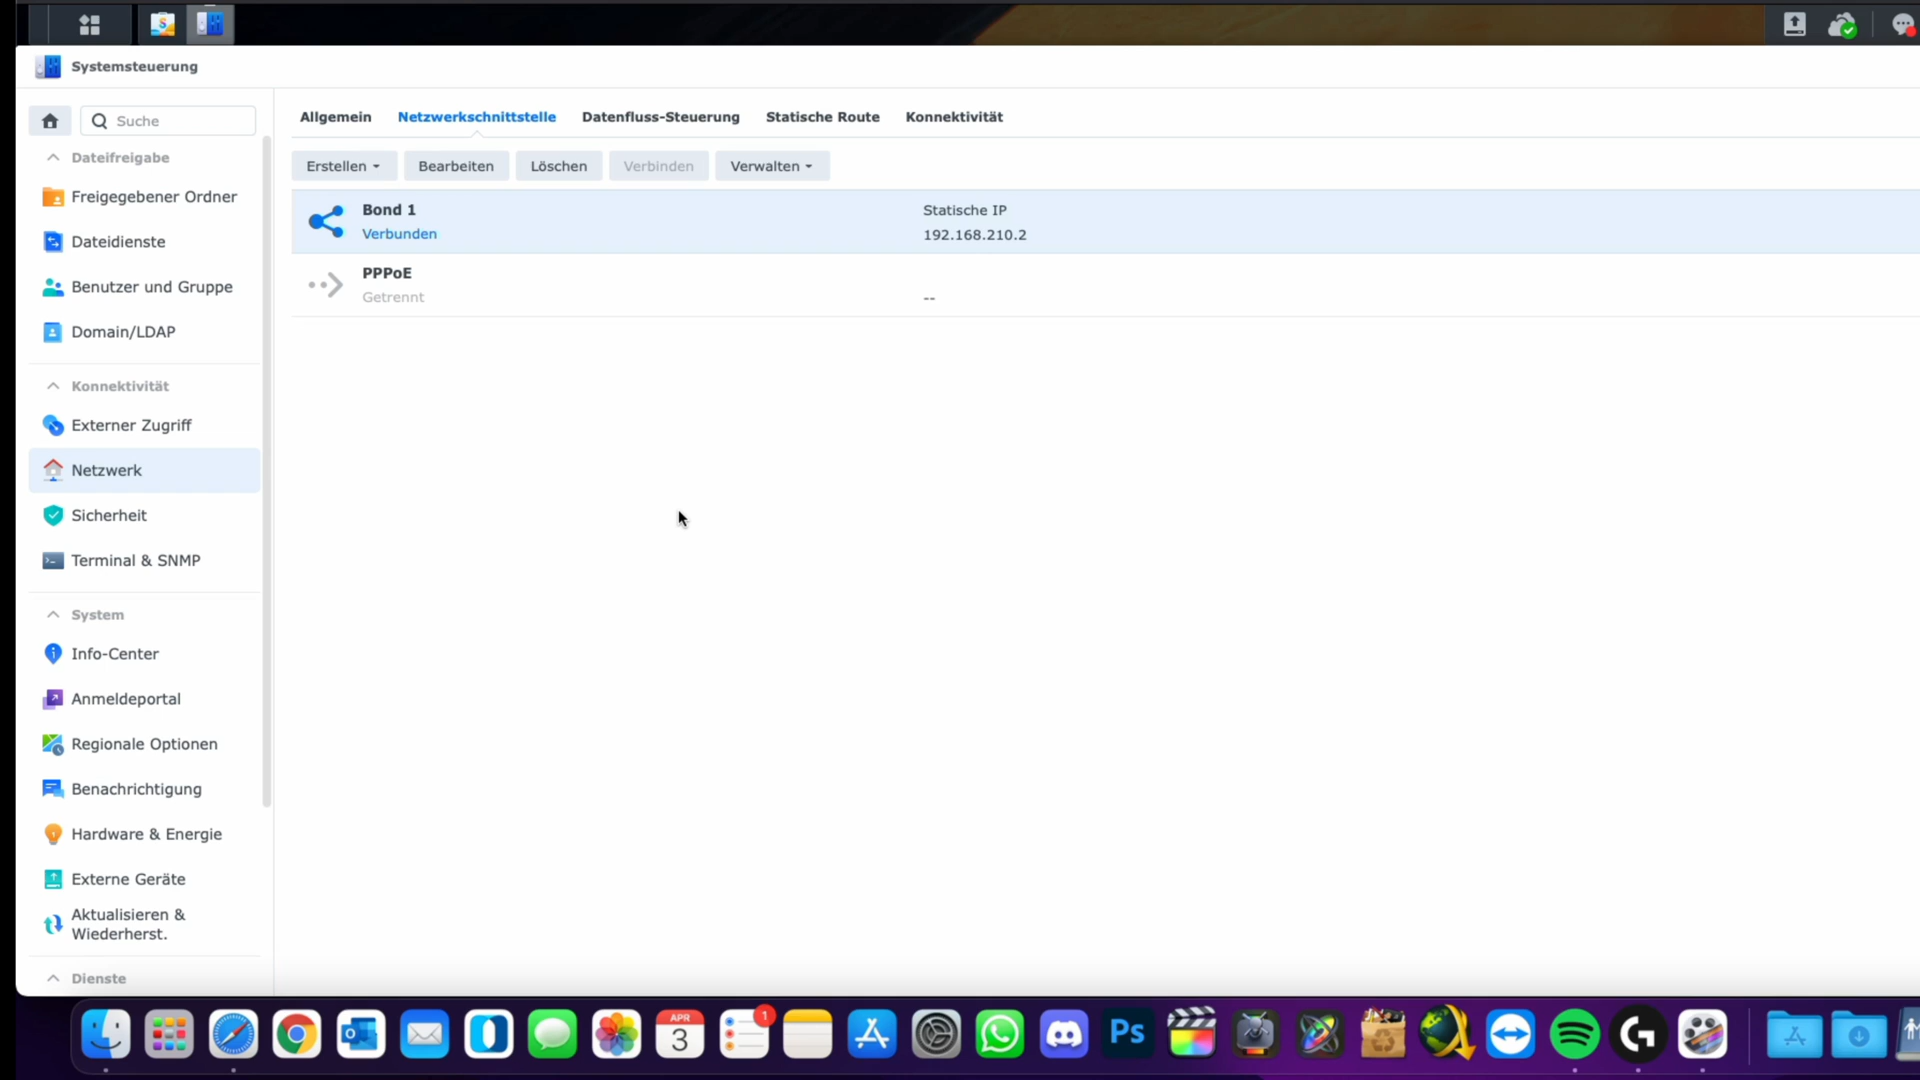 Systemsteuerung
Suche
Dateifreigabe
Freigegebener Ordner
Dateidienste
Benutzer und Gruppe
Domain/LDAP
Konnektivität
Externer Zugriff
Netzwerk
Sicherheit
Terminal & SNMP
System
Info-Center
Anmeldeportal
Regionale Optionen
Benachrichtigung
Hardware & Energie
Externe Geräte
Aktualisieren &
Wiederherst.
Dienste
Allgemein Netzwerkschnittstelle Datenfluss-Steuerung Statische Route Konnektivität
Erstellen Bearbeiten Löschen Verbinden Verwalten
Bond 1 Statische IP
Verbunden 192.168.210.2
PPPoE
Getrennt --
APR
3
1
Ps